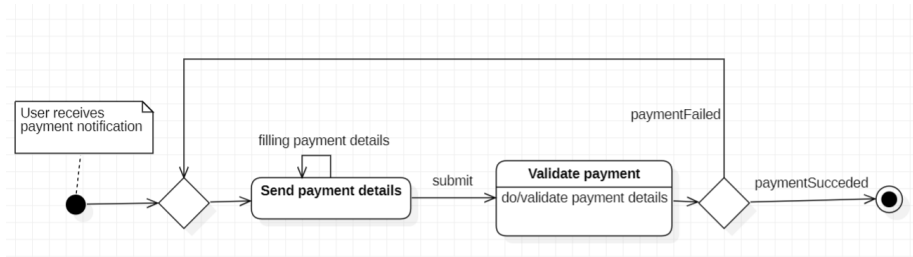 User receives
payment notification
filling payment details
Send payment details
submit
Validate payment
do/validate payment details
paymentFailed
paymentSucceded